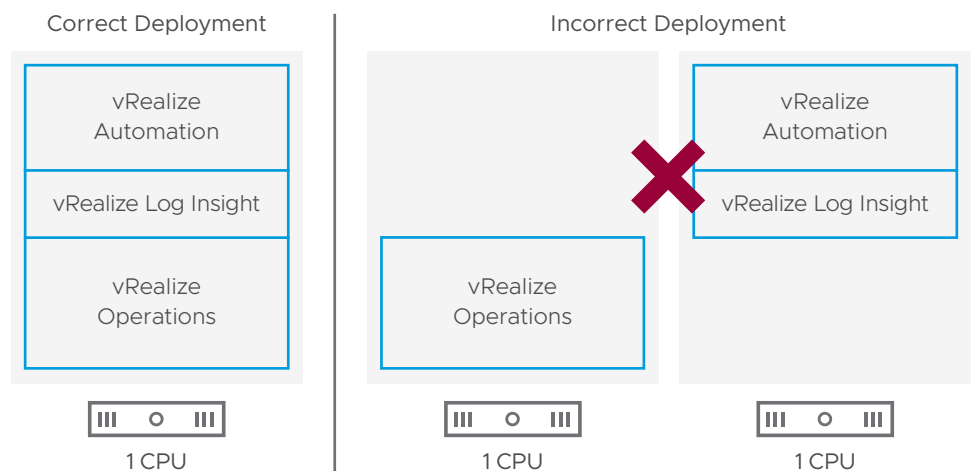 Correct Deployment
vRealize
Automation
vRealize Log Insight
vRealize
Operations
1 CPU
Incorrect Deployment
vRealize
Operations
1 CPU
vRealize
Automation
vRealize Log Insight
1 CPU